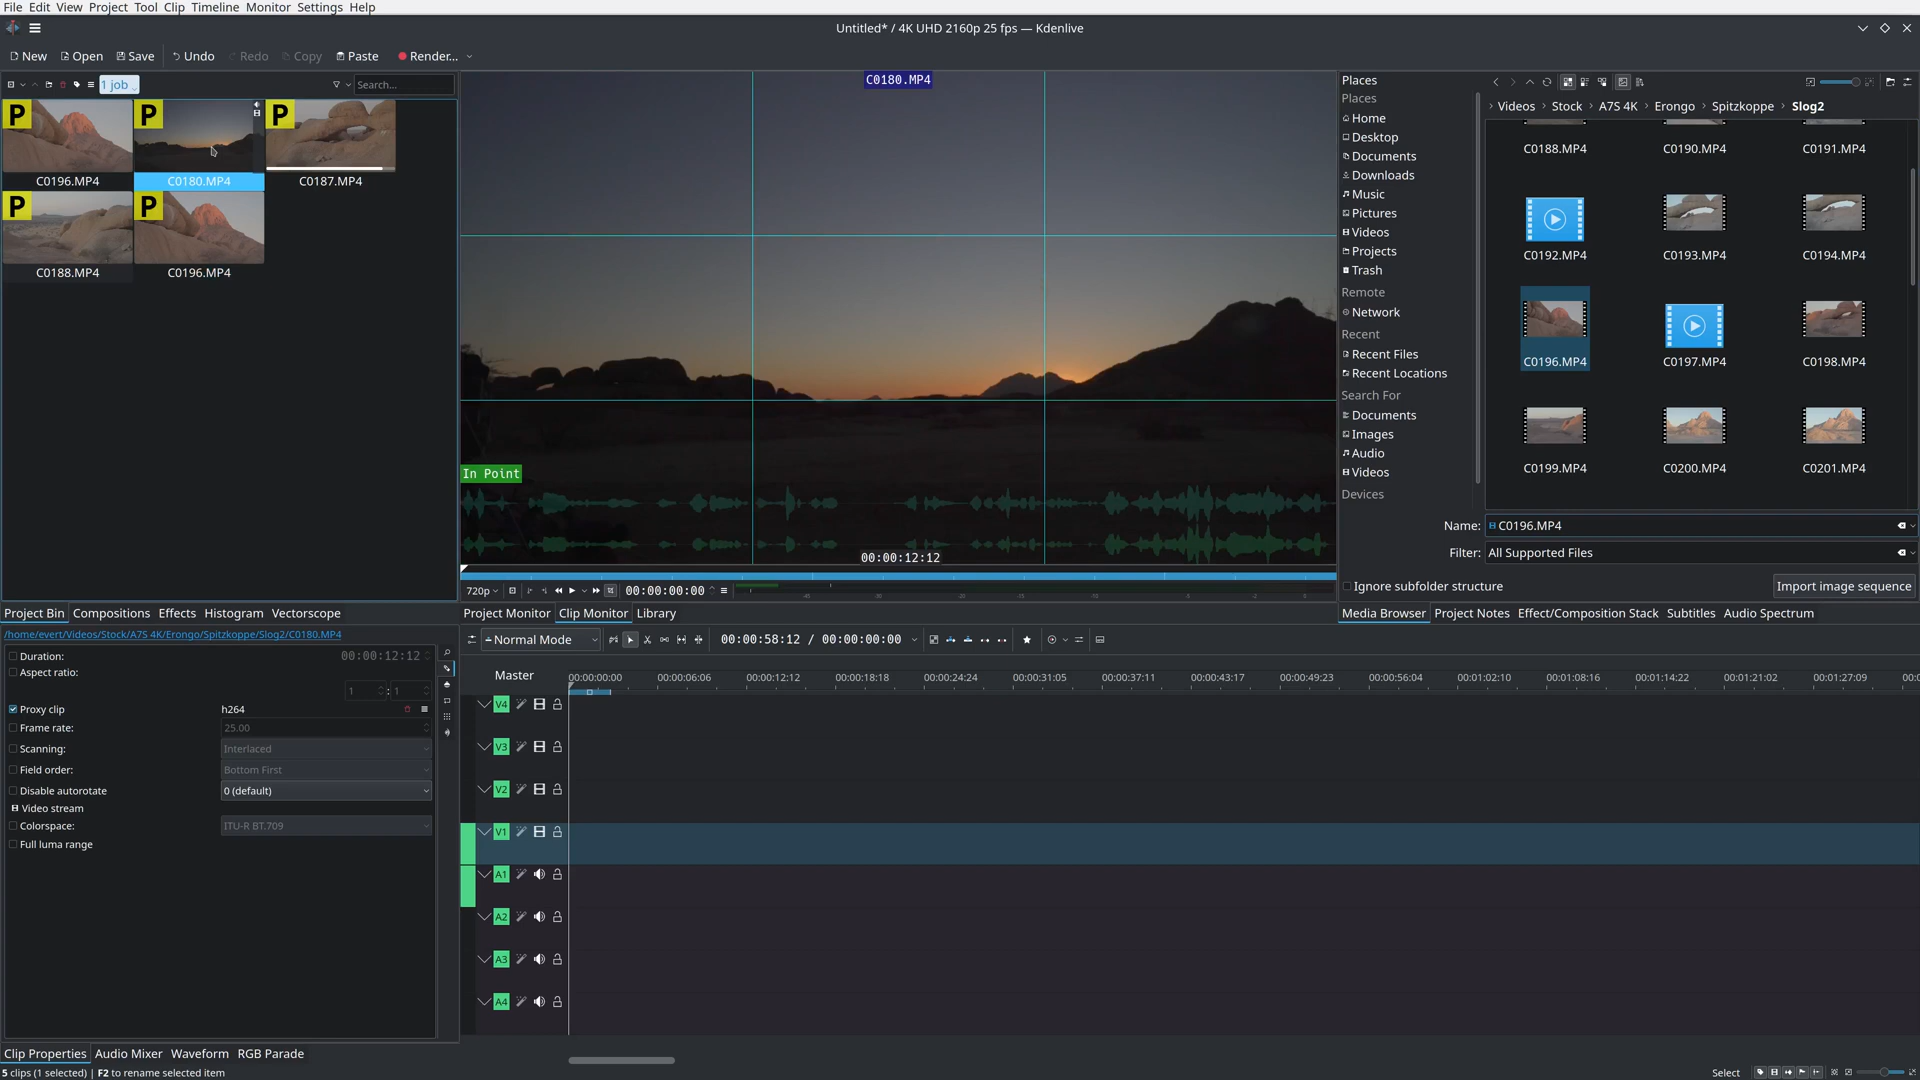 File Edit View Project Tool Clip Timeline Monitor Settings Help
Untitled* / 4K UHD 2160p 25 fps — Kdenlive
New Open Save Undo Redo Copy Paste Render...
1 job
Search...
P
P
P
C0196.MP4
C0180.MP4
C0187.MP4
P
P
C0188.MP4
C0196.MP4
C0180.MP4
In Point
00:00:12:12
720p
00:00:00:00
Places
Places
Home
Desktop
Documents
Downloads
Music
Pictures
Videos
Projects
Trash
Remote
Network
Recent
Recent Files
Recent Locations
Search For
Documents
Images
Audio
Videos
Devices
Videos Stock A7S 4K Erongo Spitzkoppe Slog2
C0188.MP4 C0190.MP4 C0191.MP4
C0192.MP4 C0193.MP4 C0194.MP4
C0196.MP4 C0197.MP4 C0198.MP4
C0199.MP4 C0200.MP4 C0201.MP4
Name: C0196.MP4
Filter: All Supported Files
Ignore subfolder structure
Import image sequence
Project Bin Compositions Effects Histogram Vectorscope
Project Monitor Clip Monitor Library
Media Browser Project Notes Effect/Composition Stack Subtitles Audio Spectrum
/home/evert/Videos/Stock/A7S 4K/Erongo/Spitzkoppe/Slog2/C0180.MP4
Duration: 00:00:12:12
Aspect ratio:
1 : 1
Proxy clip h264
Frame rate: 25.00
Scanning: Interlaced
Field order: Bottom First
Disable autorotate 0 (default)
Video stream
Colorspace: ITU-R BT.709
Full luma range
Normal Mode
00:00:58:12 / 00:00:00:00
Master
00:00:00:00 00:00:06:06 00:00:12:12 00:00:18:18 00:00:24:24 00:00:31:05 00:00:37:11 00:00:43:17 00:00:49:23 00:00:56:04 00:01:02:10 00:01:08:16 00:01:14:22 00:01:21:02 00:01:27:09
V4
V3
V2
V1
A1
A2
A3
A4
Clip Properties Audio Mixer Waveform RGB Parade
5 clips (1 selected) | F2 to rename selected item
Select